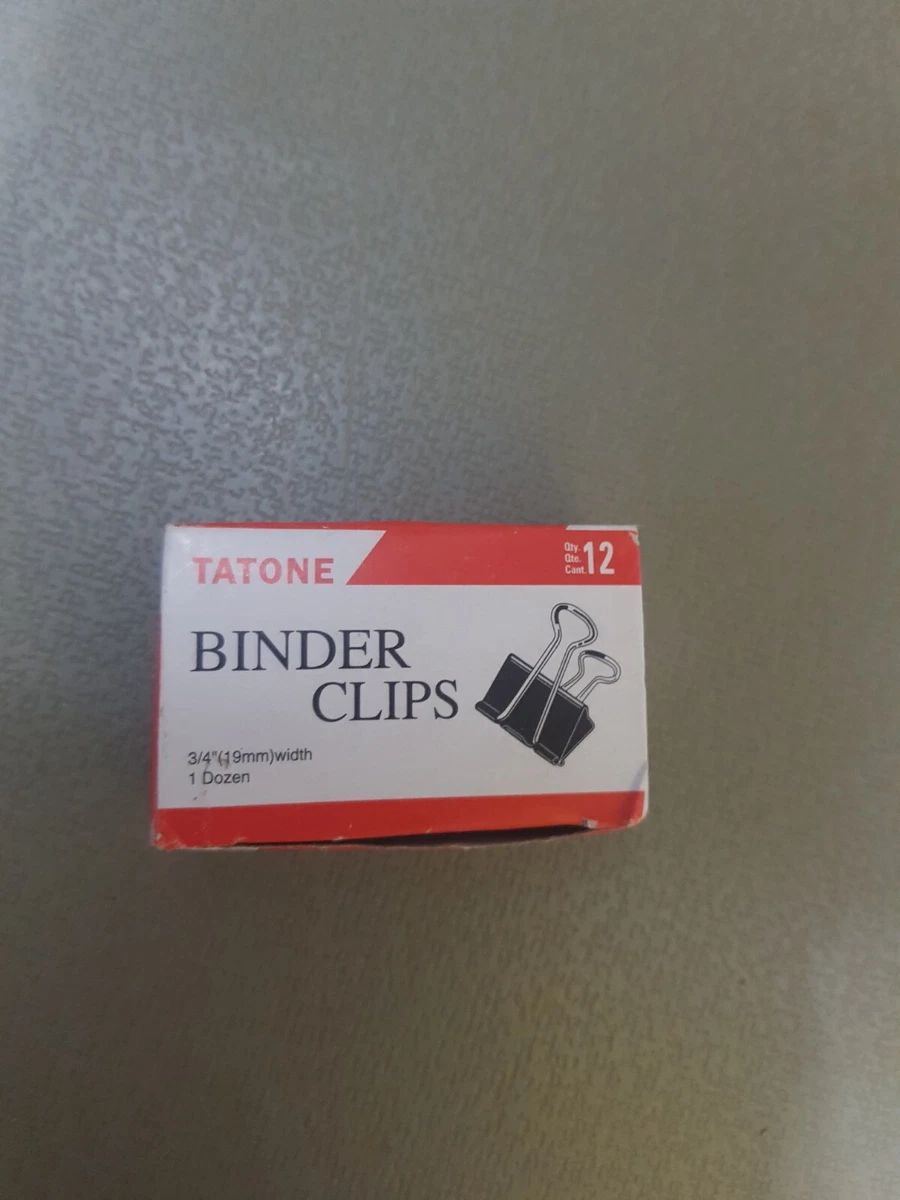 TATONE
Qty.
Qte.
Cant. 12
BINDER
CLIPS
3/4"(19mm)width
1 Dozen